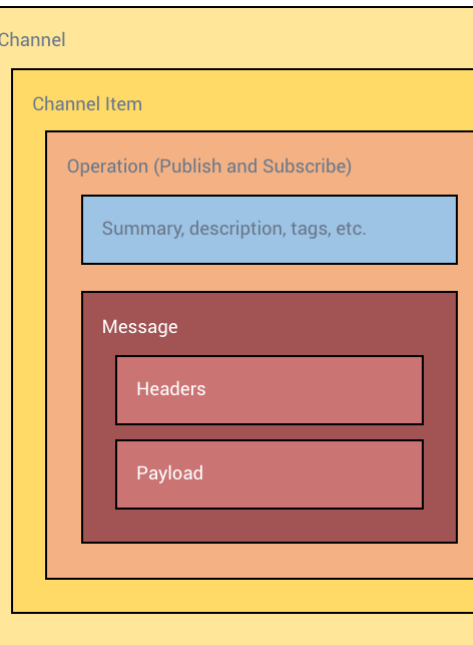 Channel
Channel Item
Operation (Publish and Subscribe)
Summary, description, tags, etc.
Message
Headers
Payload